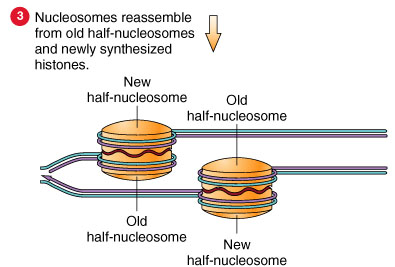 3 Nucleosomes reassemble
from old half-nucleosomes
and newly synthesized
histones.
New
half-nucleosome
Old
half-nucleosome
Old
half-nucleosome
New
half-nucleosome